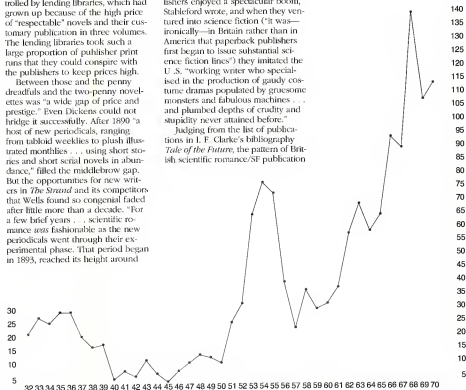 trolled by lending libraries, which had
grown up because of the high price
of "respectable" novels and their cus-
tomary publication in three volumes.
The lending libraries took such a
large proportion of publisher print
runs that they could conspire with
the publishers to keep prices high.
Between those and the penny
dreadfuls and the two-penny novel-
ettes was "a wide gap of price and
prestige." Even Dickens could not
bridge it successfully. After 1890 "a
host of new periodicals, ranging
from tabloid weeklies to plush illus-
trated monthlies . . . using short sto-
ries and short serial novels in abun-
dance," filled the middlebrow gap.
But the opportunities for new writ-
ers in The Strand and its competitors
that Wells found so congenial faded
after little more than a decade. "For
a few brief years . . . scientific ro-
mance was fashionable as the new
periodicals went through their ex-
perimental phase. That period began
in 1893, reached its height around
lishers enjoyed a spectacular boom,
Stableford wrote, and when they ven-
tured into science fiction ("it was—
ironically—in Britain rather than in
America that paperback publishers
first began to issue substantial sci-
ence fiction lines") they imitated the
U.S. "working writer who special-
ised in the production of gaudy cos-
tume dramas populated by gruesome
monsters and fabulous machines . . .
and plumbed depths of crudity and
stupidity never attained before."
Judging from the list of publica-
tions in I. F. Clarke's bibliography
Tale of the Future, the pattern of Brit-
ish scientific romance/SF publication
30
25
20
15
10
5
140
135
130
125
120
115
110
105
100
95
90
85
80
75
70
65
60
55
50
45
40
35
30
25
20
15
10
5
32 33 34 35 36 37 38 39 40 41 42 43 44 45 46 47 48 49 50 51 52 53 54 55 56 57 58 59 60 61 62 63 64 65 66 67 68 69 70